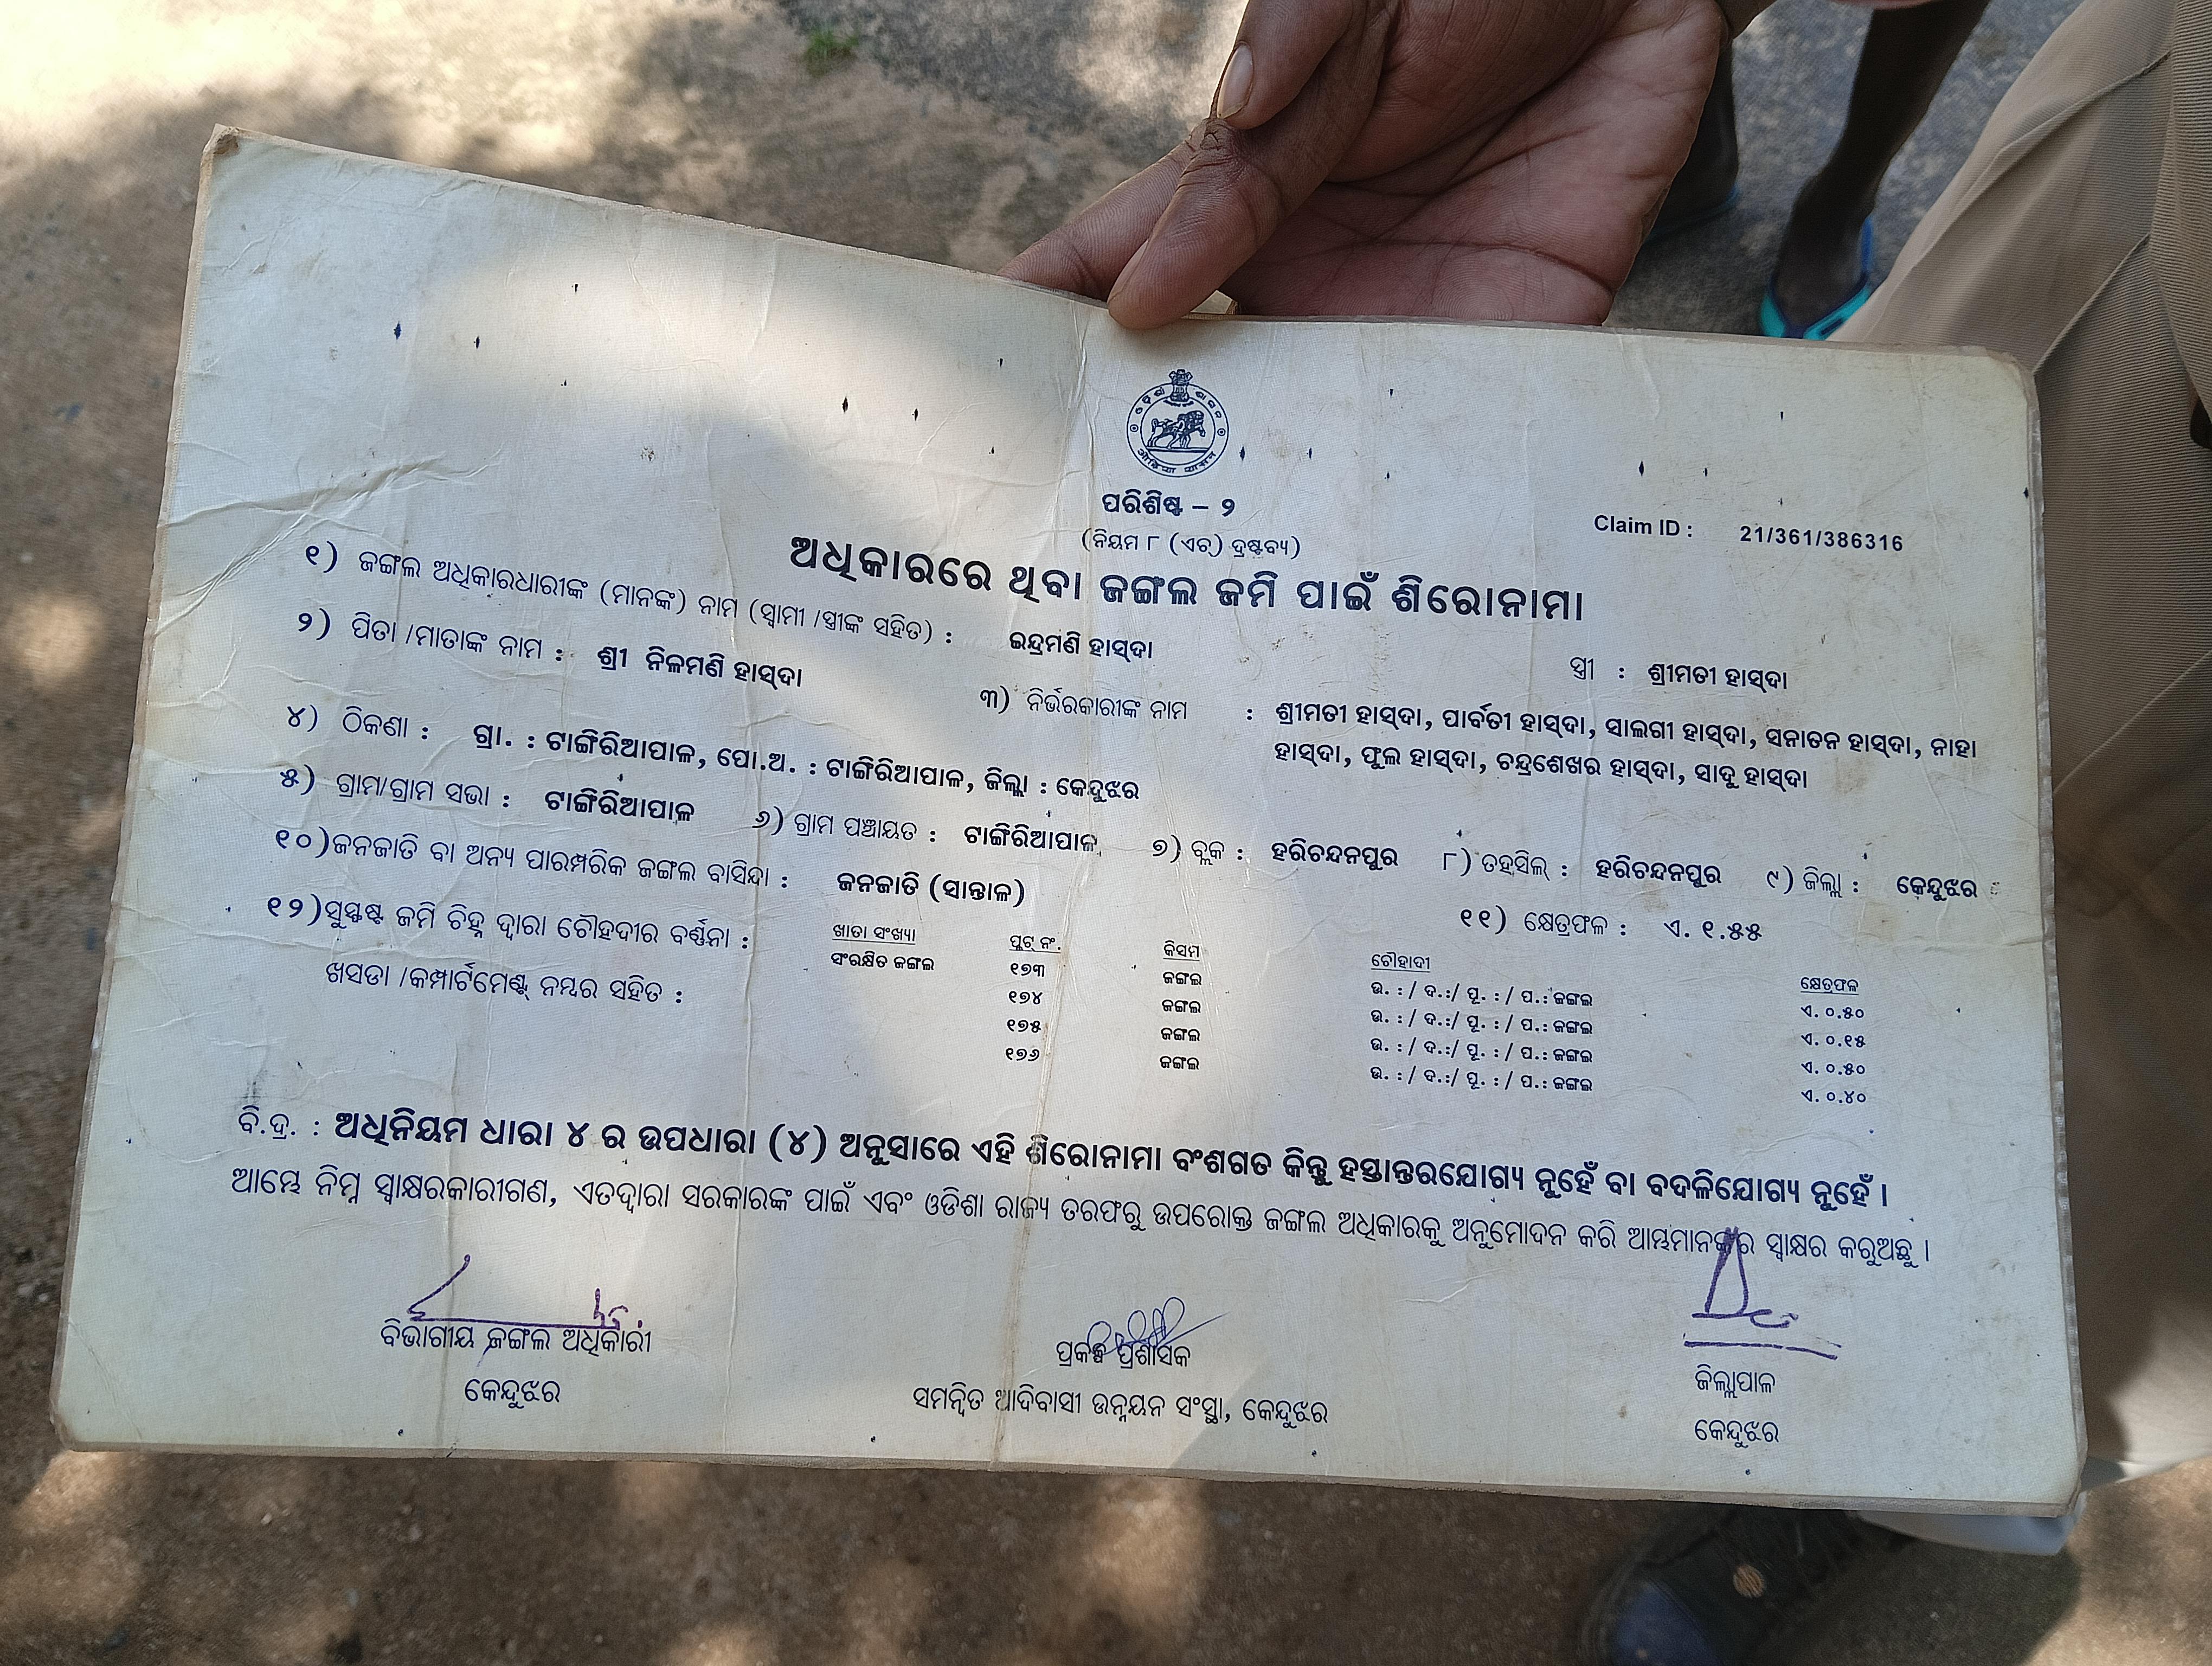 ପରିଶିଷ୍ଟ – ୨
(ନିୟମ ୮ (ଏଚ୍) ଦ୍ରଷ୍ଟବ୍ୟ)
Claim ID : 21/361/386316
ଅଧିକାରରେ ଥିବା ଜଙ୍ଗଲ ଜମି ପାଇଁ ଶିରୋନାମା
୧) ଜଙ୍ଗଲ ଅଧିକାରଧାରୀଙ୍କ (ମାନଙ୍କ) ନାମ (ସ୍ୱାମୀ /ସ୍ତ୍ରୀଙ୍କ ସହିତ) : ଇନ୍ଦ୍ରମଣି ହାସ୍‌ଦା ସ୍ତ୍ରୀ : ଶ୍ରୀମତୀ ହାସ୍‌ଦା
୨) ପିତା /ମାତାଙ୍କ ନାମ : ଶ୍ରୀ ନିଳମଣି ହାସ୍‌ଦା
୩) ନିର୍ଭରକାରୀଙ୍କ ନାମ : ଶ୍ରୀମତୀ ହାସ୍‌ଦା, ପାର୍ବତୀ ହାସ୍‌ଦା, ସାଲଗୀ ହାସ୍‌ଦା, ସନାତନ ହାସ୍‌ଦା, ନାହା
ହାସ୍‌ଦା, ଫୁଲ ହାସ୍‌ଦା, ଚନ୍ଦ୍ରଶେଖର ହାସ୍‌ଦା, ସାଦୁ ହାସ୍‌ଦା
୪) ଠିକଣା : ଗ୍ରା. : ଟାଙ୍ଗିରିଆପାଳ, ପୋ.ଅ. : ଟାଙ୍ଗିରିଆପାଳ, ଜିଲ୍ଲା : କେନ୍ଦୁଝର
୫) ଗ୍ରାମ/ଗ୍ରାମ ସଭା : ଟାଙ୍ଗିରିଆପାଳ ୬) ଗ୍ରାମ ପଞ୍ଚାୟତ : ଟାଙ୍ଗିରିଆପାଳ ୭) ବ୍ଲକ : ହରିଚନ୍ଦନପୁର ୮) ତହସିଲ୍ : ହରିଚନ୍ଦନପୁର ୯) ଜିଲ୍ଲା : କେନ୍ଦୁଝର
୧୦) ଜନଜାତି ବା ଅନ୍ୟ ପାରମ୍ପରିକ ଜଙ୍ଗଲ ବାସିନ୍ଦା : ଜନଜାତି (ସାନ୍ତାଳ) ୧୧) କ୍ଷେତ୍ରଫଳ : ଏ. ୧.୫୫
୧୨) ସୁସ୍ପଷ୍ଟ ଜମି ଚିହ୍ନ ଦ୍ୱାରା ଚୌହଦୀର ବର୍ଣ୍ଣନା :
ଖସଡା /କମ୍ପାର୍ଟମେଣ୍ଟ୍ ନମ୍ବର ସହିତ :
ଖାତା ସଂଖ୍ୟା ପ୍ଲଟ୍ ନଂ. କିସମ ଚୌହାଦୀ କ୍ଷେତ୍ରଫଳ
ସଂରକ୍ଷିତ ଜଙ୍ଗଲ ୧୭୩ ଜଙ୍ଗଲ ଉ. : / ଦ.:/ ପୂ. : / ପ.: ଜଙ୍ଗଲ ଏ. ୦.୫୦
୧୭୪ ଜଙ୍ଗଲ ଉ. : / ଦ.:/ ପୂ. : / ପ.: ଜଙ୍ଗଲ ଏ. ୦.୧୫
୧୭୫ ଜଙ୍ଗଲ ଉ. : / ଦ.:/ ପୂ. : / ପ.: ଜଙ୍ଗଲ ଏ. ୦.୫୦
୧୭୬ ଜଙ୍ଗଲ ଉ. : / ଦ.:/ ପୂ. : / ପ.: ଜଙ୍ଗଲ ଏ. ୦.୪୦
ବି.ଦ୍ର. : ଅଧିନିୟମ ଧାରା ୪ ର ଉପଧାରା (୪) ଅନୁସାରେ ଏହି ଶିରୋନାମା ବଂଶଗତ କିନ୍ତୁ ହସ୍ତାନ୍ତରଯୋଗ୍ୟ ନୁହେଁ ବା ବଦଳିଯୋଗ୍ୟ ନୁହେଁ ।
ଆମ୍ଭେ ନିମ୍ନ ସ୍ୱାକ୍ଷରକାରୀଗଣ, ଏତଦ୍ୱାରା ସରକାରଙ୍କ ପାଇଁ ଏବଂ ଓଡିଶା ରାଜ୍ୟ ତରଫରୁ ଉପରୋକ୍ତ ଜଙ୍ଗଲ ଅଧିକାରକୁ ଅନୁମୋଦନ କରି ଆମ୍ଭମାନଙ୍କର ସ୍ୱାକ୍ଷର କରୁଅଛୁ ।
ବିଭାଗୀୟ ଜଙ୍ଗଲ ଅଧିକାରୀ
କେନ୍ଦୁଝର
ପ୍ରକଳ୍ପ ପ୍ରଶାସକ
ସମନ୍ୱିତ ଆଦିବାସୀ ଉନ୍ନୟନ ସଂସ୍ଥା, କେନ୍ଦୁଝର
ଜିଲ୍ଲାପାଳ
କେନ୍ଦୁଝର